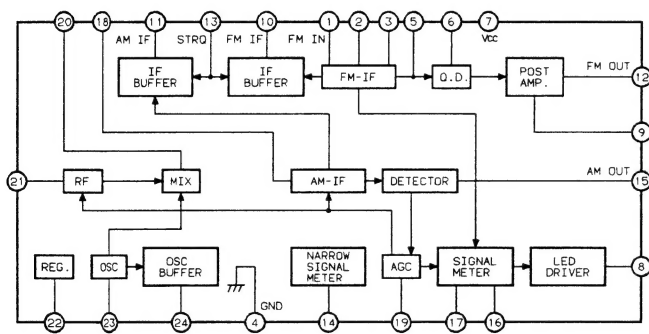 20 18 11 13 10 1 2 3 5 6 7
AM IF STRQ FM IF FM IN Vcc
IF BUFFER
IF BUFFER
FM-IF
Q.D.
POST AMP.
FM OUT
12
9
21
RF
MIX
AM-IF
DETECTOR
AM OUT
15
REG.
OSC
OSC BUFFER
NARROW SIGNAL METER
AGC
SIGNAL METER
LED DRIVER
8
GND
22 23 24 4 14 19 17 16